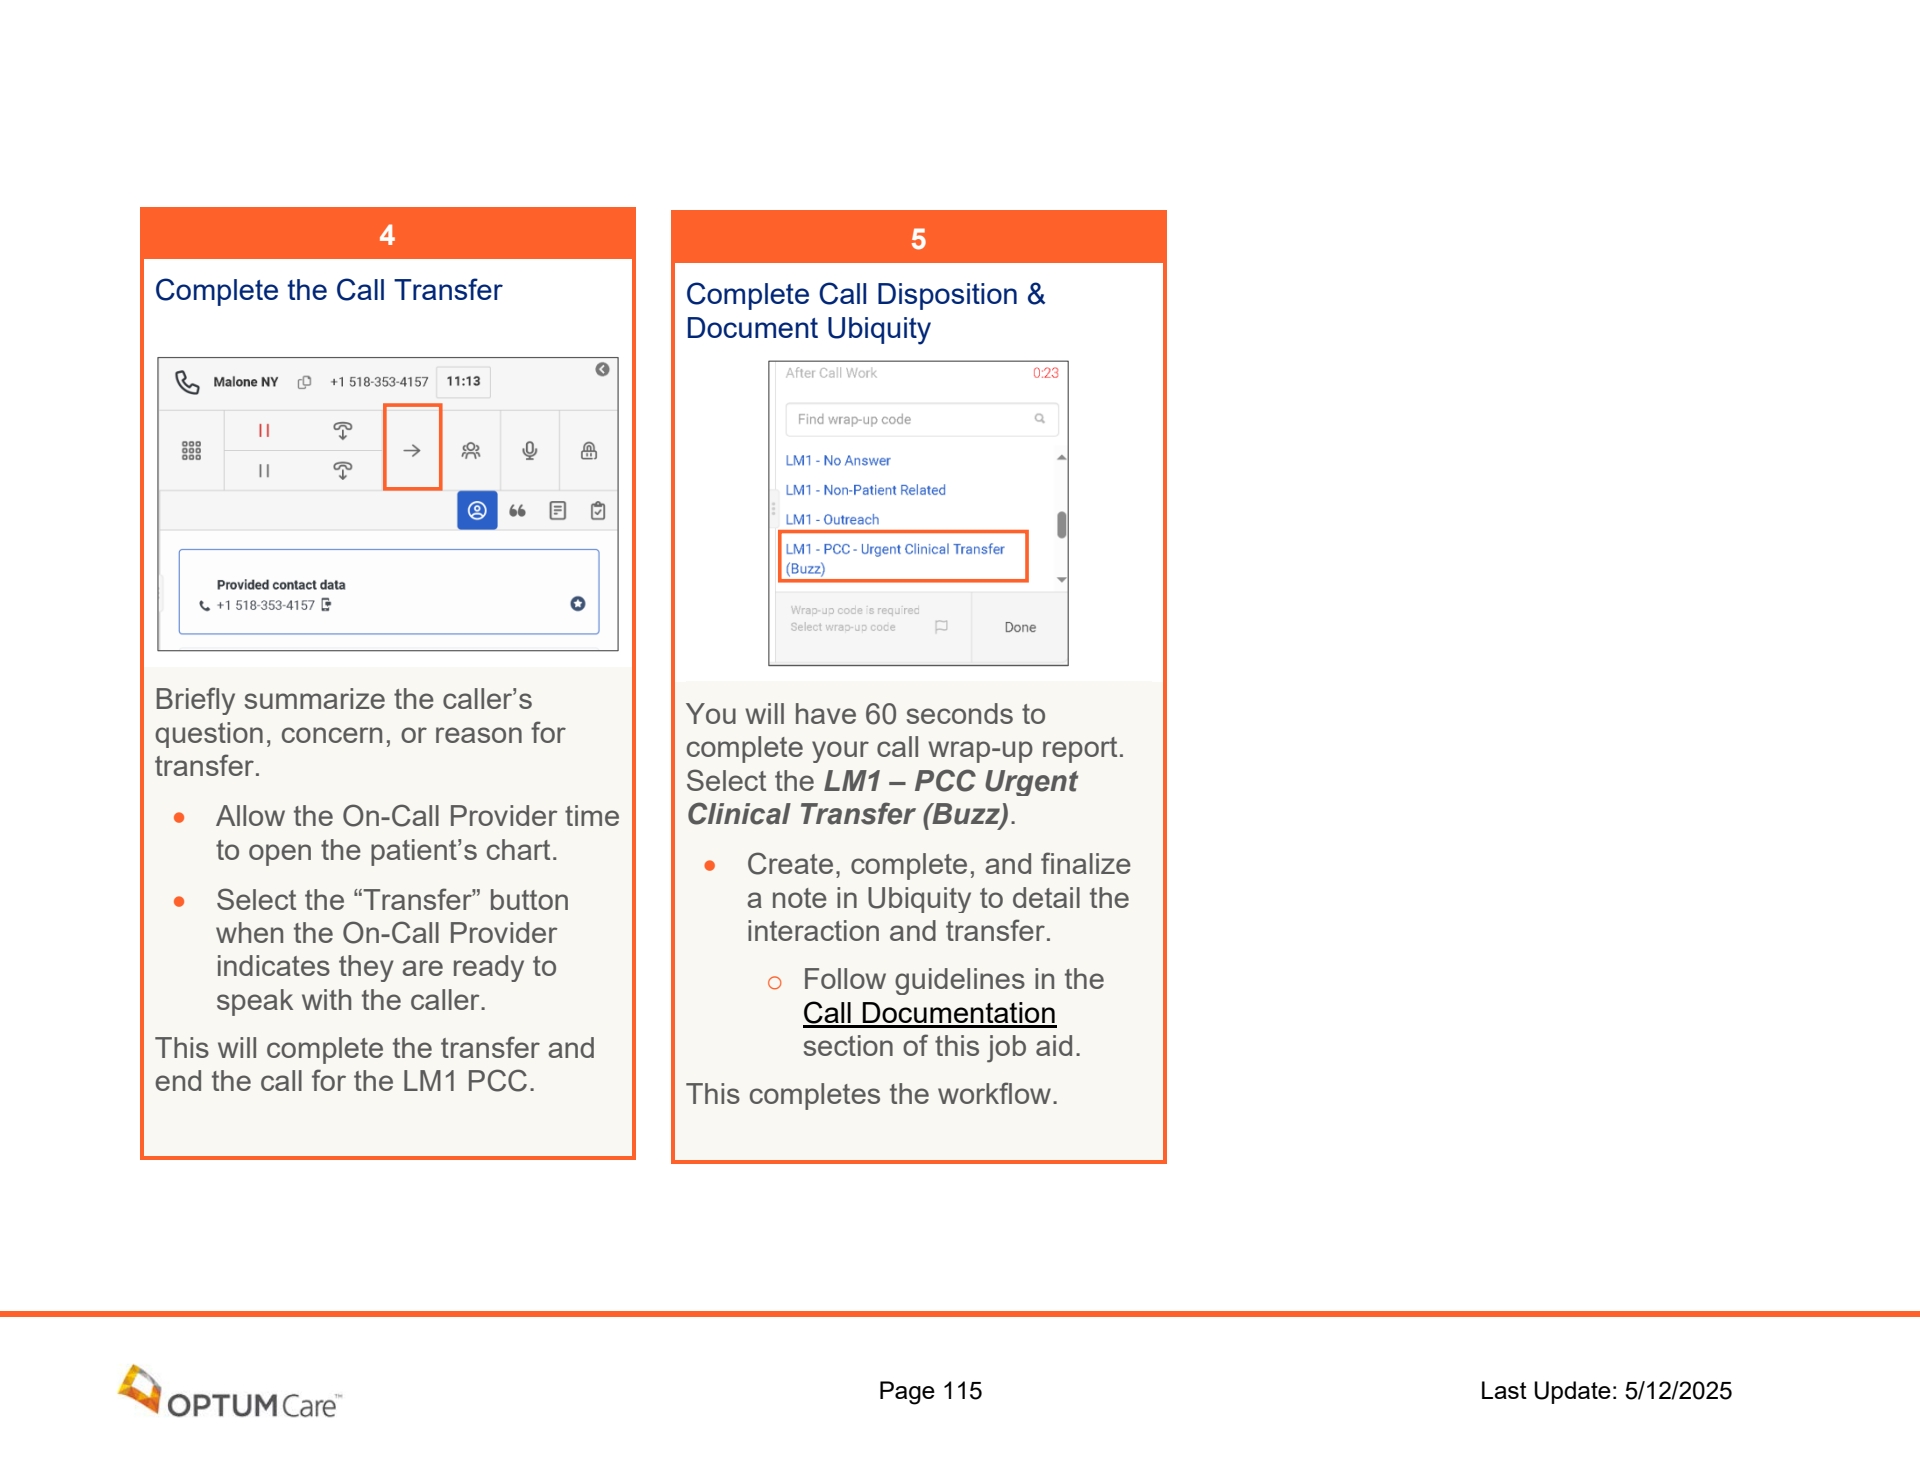 4
Complete the Call Transfer
Malone NY +1 518-353-4157 11:13
Provided contact data
+1 518-353-4157
Briefly summarize the caller’s
question, concern, or reason for
transfer.
• Allow the On-Call Provider time
to open the patient’s chart.
• Select the “Transfer” button
when the On-Call Provider
indicates they are ready to
speak with the caller.
This will complete the transfer and
end the call for the LM1 PCC.
5
Complete Call Disposition &
Document Ubiquity
After Call Work 0:23
Find wrap-up code
LM1 - No Answer
LM1 - Non-Patient Related
LM1 - Outreach
LM1 - PCC - Urgent Clinical Transfer
(Buzz)
Wrap-up code is required
Select wrap-up code
Done
You will have 60 seconds to
complete your call wrap-up report.
Select the LM1 – PCC Urgent
Clinical Transfer (Buzz).
• Create, complete, and finalize
a note in Ubiquity to detail the
interaction and transfer.
o Follow guidelines in the
Call Documentation
section of this job aid.
This completes the workflow.
OPTUM Care™
Page 115
Last Update: 5/12/2025